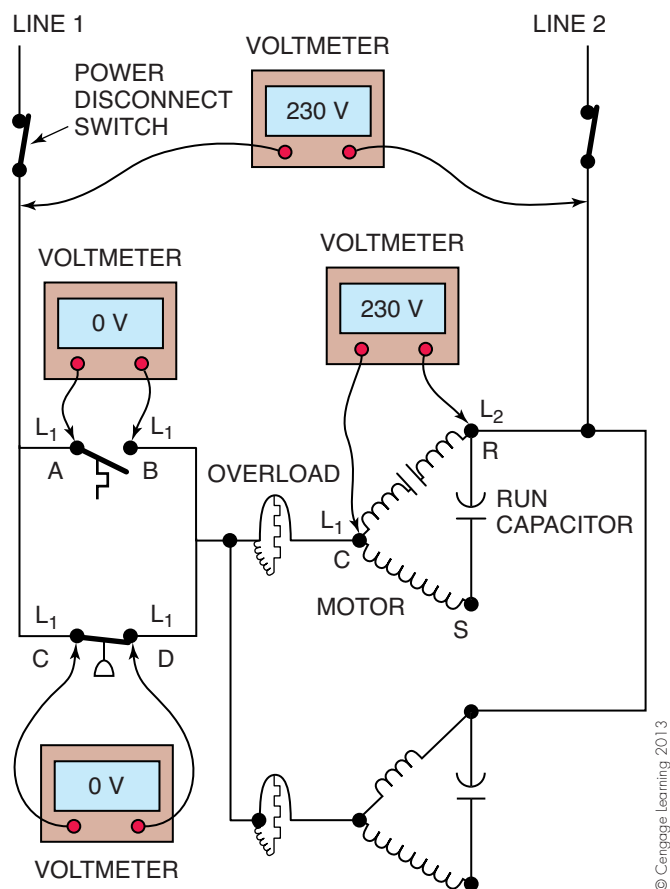 LINE 1
LINE 2
VOLTMETER
POWER
DISCONNECT
SWITCH
230 V
VOLTMETER
VOLTMETER
0 V
230 V
L1
L1
L2
A
B
R
OVERLOAD
RUN
CAPACITOR
L1
C
MOTOR
S
L1
L1
C
D
0 V
VOLTMETER
© Cengage Learning 2013